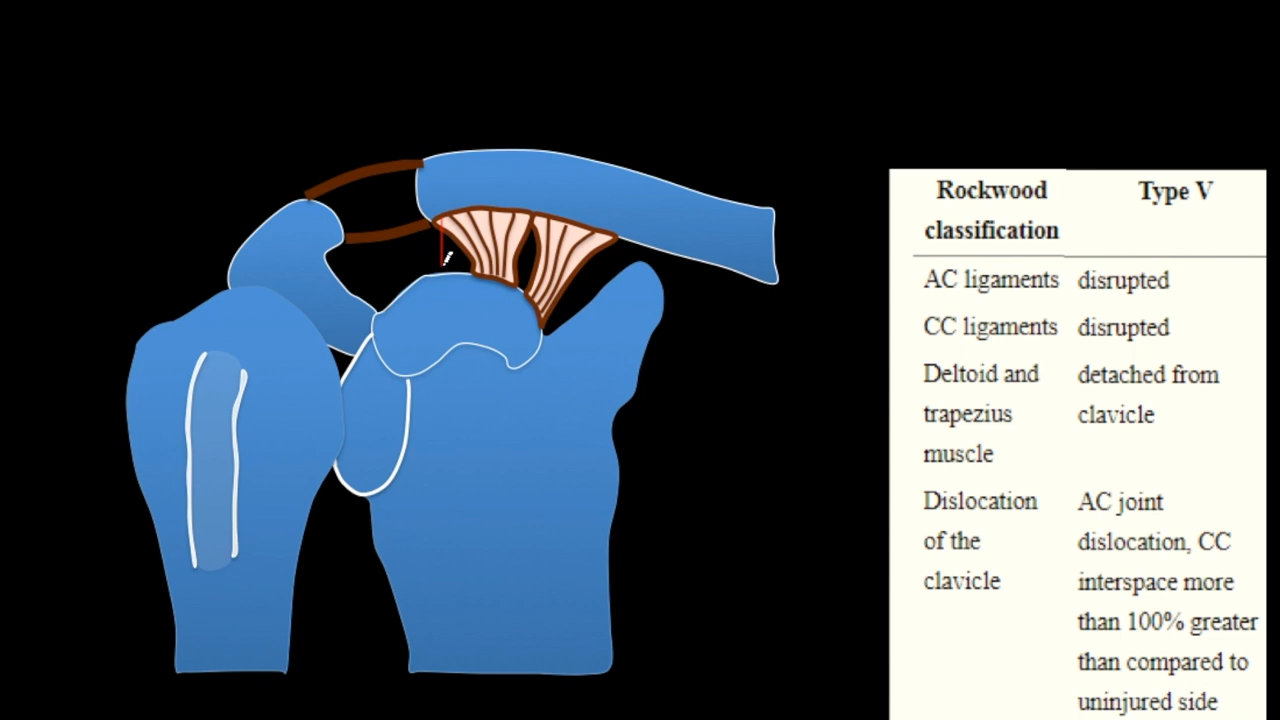 Rockwood Type V
classification
AC ligaments disrupted
CC ligaments disrupted
Deltoid and detached from
trapezius clavicle
muscle
Dislocation AC joint
of the dislocation, CC
clavicle interspace more
than 100% greater
than compared to
uninjured side